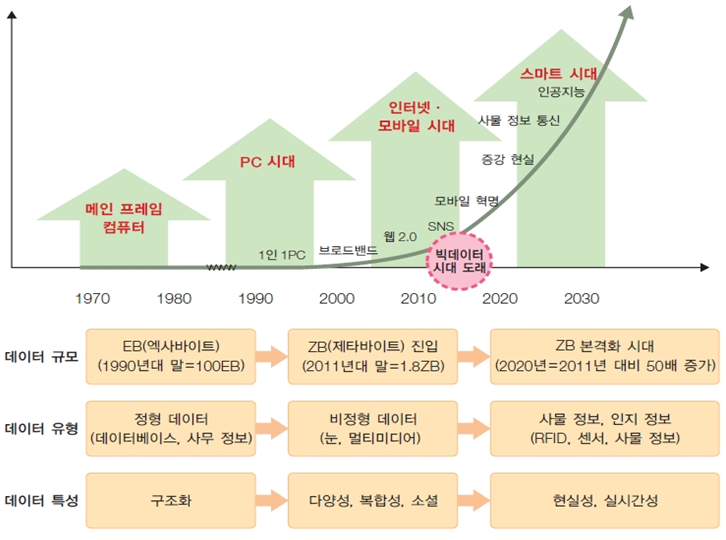 스마트 시대
인공지능
인터넷·
모바일 시대
사물 정보 통신
PC 시대
증강 현실
메인 프레임
컴퓨터
모바일 혁명
SNS
웹 2.0
브로드밴드
1인 1PC
빅데이터
시대 도래
1970 1980 1990 2000 2010 2020 2030
데이터 규모
EB(엑사바이트)
(1990년대 말=100EB)
ZB(제타바이트) 진입
(2011년대 말=1.8ZB)
ZB 본격화 시대
(2020년=2011년 대비 50배 증가)
데이터 유형
정형 데이터
(데이터베이스, 사무 정보)
비정형 데이터
(눈, 멀티미디어)
사물 정보, 인지 정보
(RFID, 센서, 사물 정보)
데이터 특성
구조화
다양성, 복합성, 소셜
현실성, 실시간성